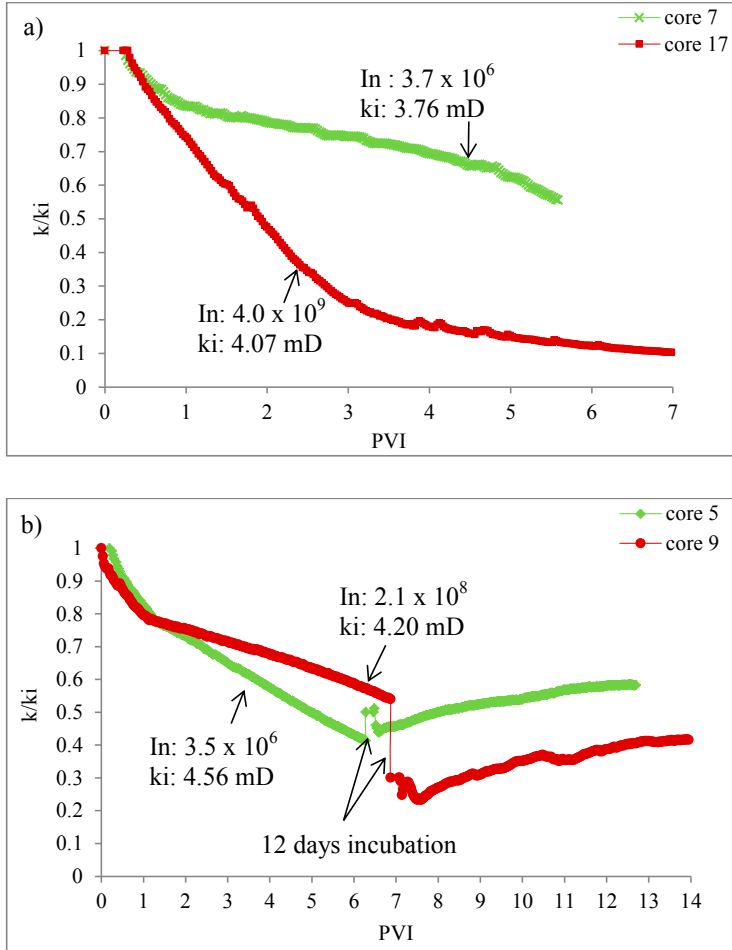 a)
core 7
core 17
1
0.9
0.8
0.7
0.6
0.5
0.4
0.3
0.2
0.1
0
k/ki
In : 3.7 x 10⁶
ki: 3.76 mD
In: 4.0 x 10⁹
ki: 4.07 mD
0 1 2 3 4 5 6 7
PVI
b)
core 5
core 9
1
0.9
0.8
0.7
0.6
0.5
0.4
0.3
0.2
0.1
0
k/ki
In: 2.1 x 10⁸
ki: 4.20 mD
In: 3.5 x 10⁶
ki: 4.56 mD
12 days incubation
0 1 2 3 4 5 6 7 8 9 10 11 12 13 14
PVI